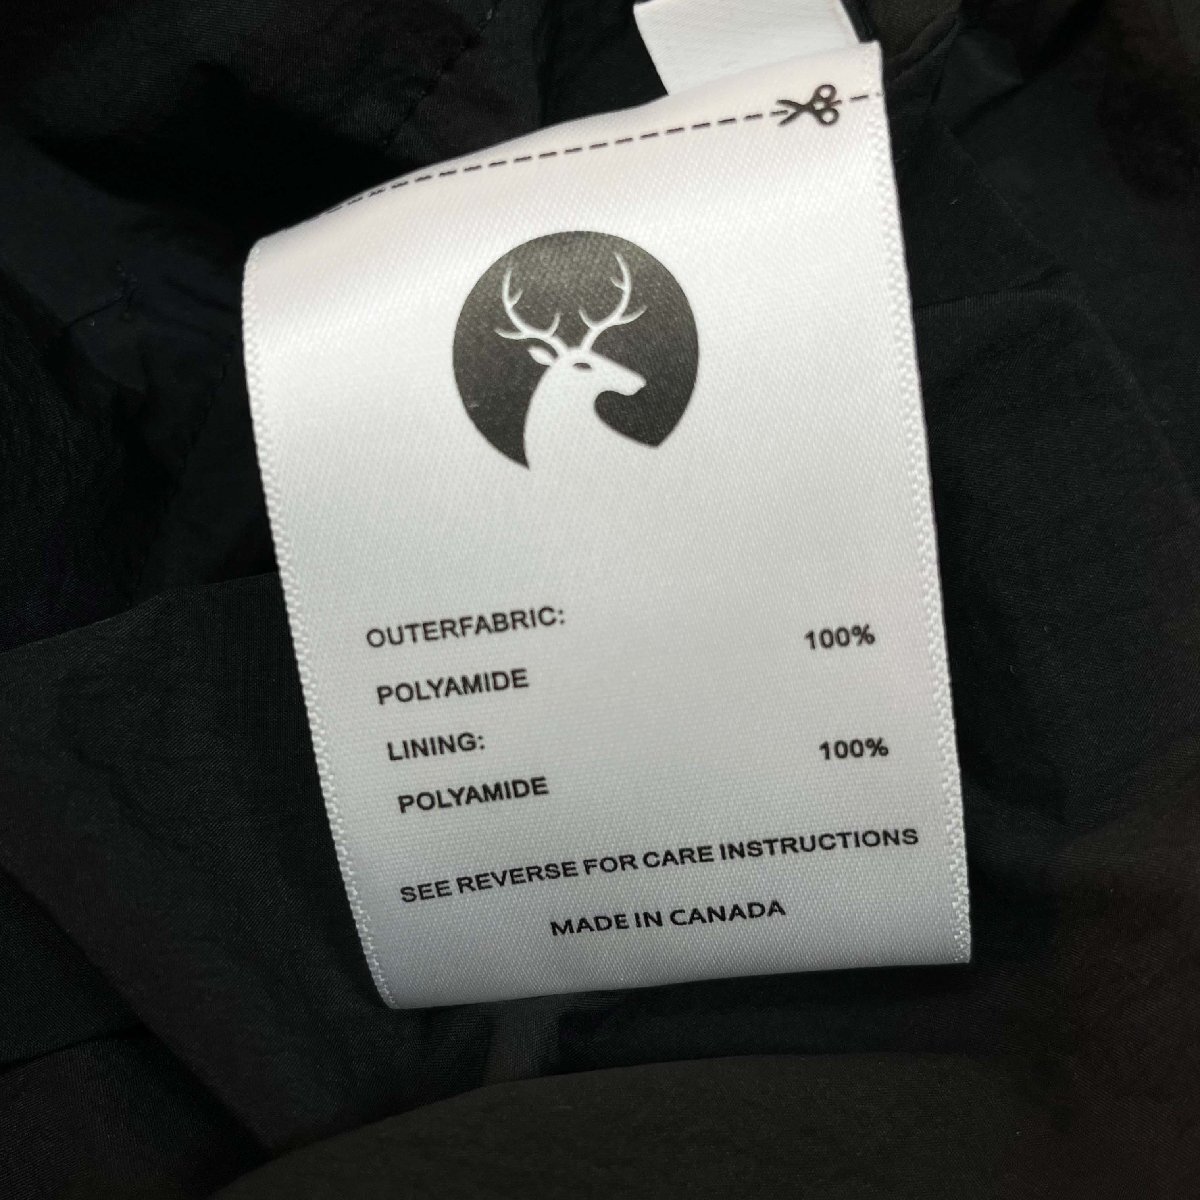 OUTERFABRIC:
100%
POLYAMIDE
LINING:
100%
POLYAMIDE
SEE REVERSE FOR CARE INSTRUCTIONS
MADE IN CANADA